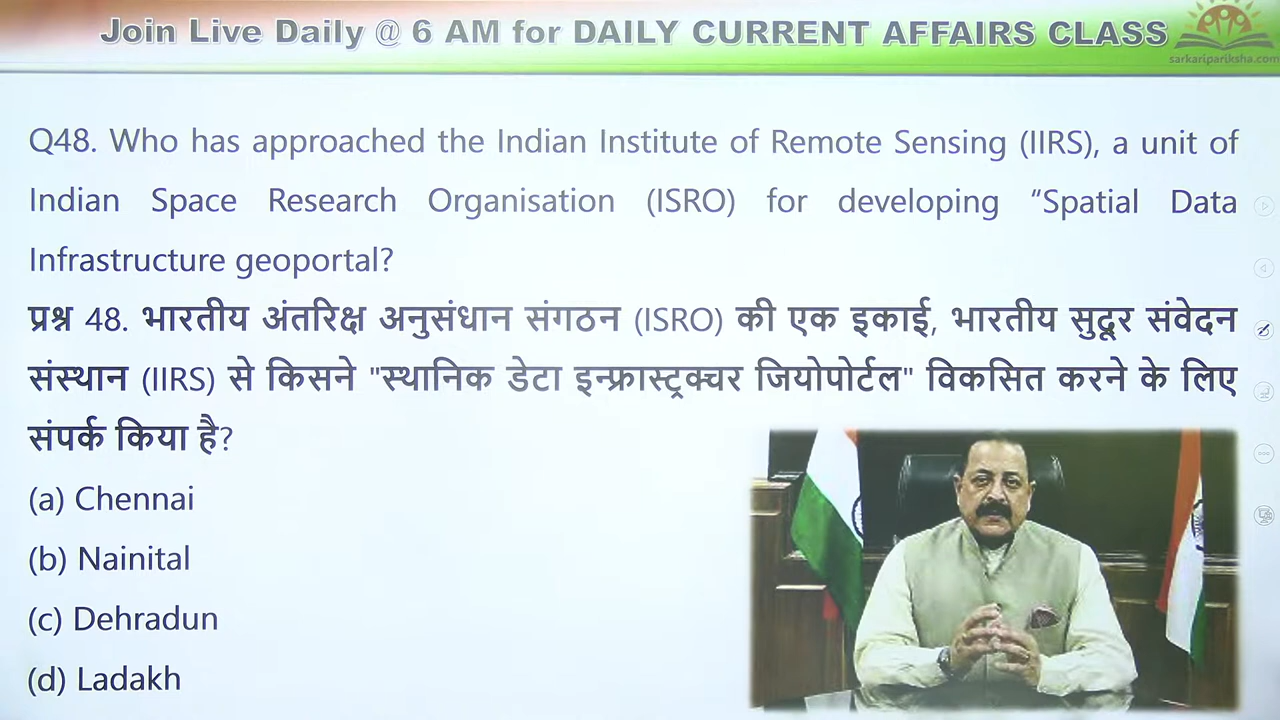 Join Live Daily @ 6 AM for DAILY CURRENT AFFAIRS CLASS
sarkaripariksha.com
Q48. Who has approached the Indian Institute of Remote Sensing (IIRS), a unit of
Indian Space Research Organisation (ISRO) for developing “Spatial Data
Infrastructure geoportal?
प्रश्न 48. भारतीय अंतरिक्ष अनुसंधान संगठन (ISRO) की एक इकाई, भारतीय सुदूर संवेदन
संस्थान (IIRS) से किसने "स्थानिक डेटा इन्फ्रास्ट्रक्चर जियोपोर्टल" विकसित करने के लिए
संपर्क किया है?
(a) Chennai
(b) Nainital
(c) Dehradun
(d) Ladakh